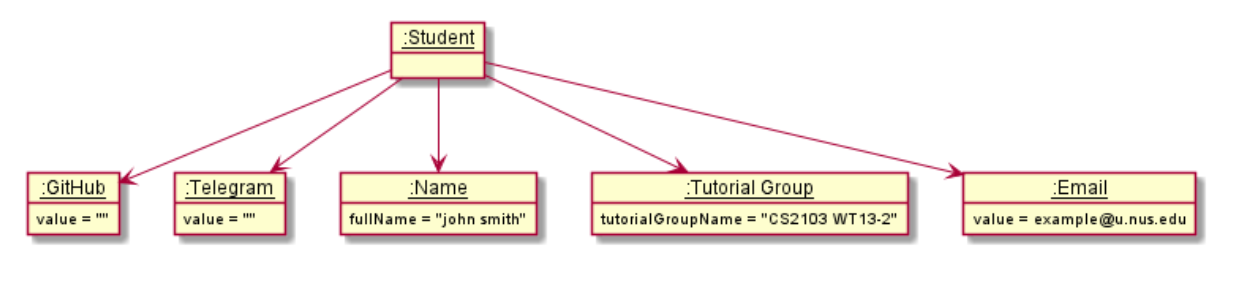 :Student
:GitHub
value = ""
:Telegram
value = ""
:Name
fullName = "john smith"
:Tutorial Group
tutorialGroupName = "CS2103 WT13-2"
:Email
value = example@u.nus.edu